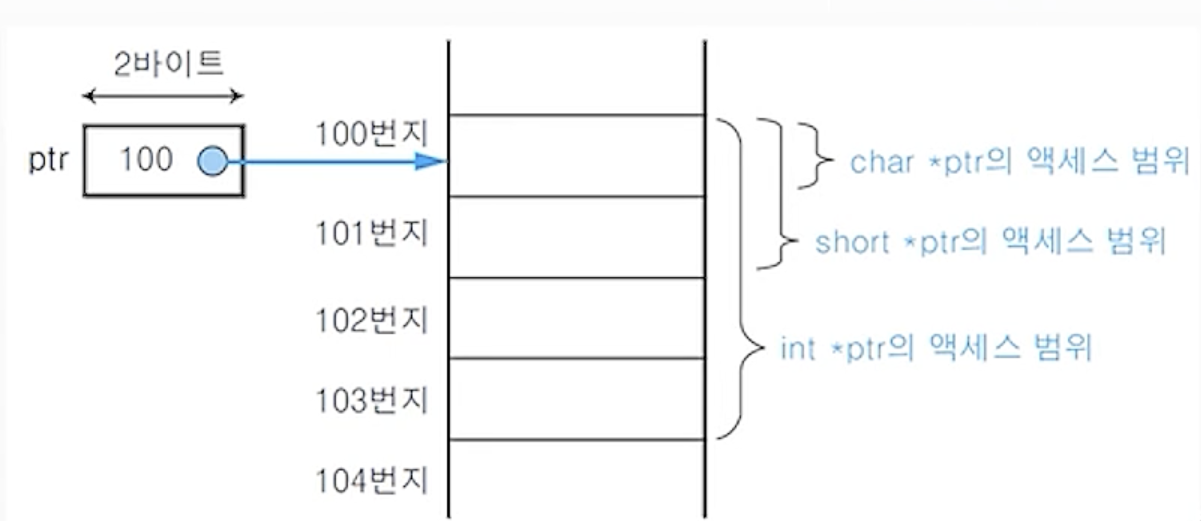 2바이트
ptr 100
100번지
101번지
102번지
103번지
104번지
char *ptr의 액세스 범위
short *ptr의 액세스 범위
int *ptr의 액세스 범위